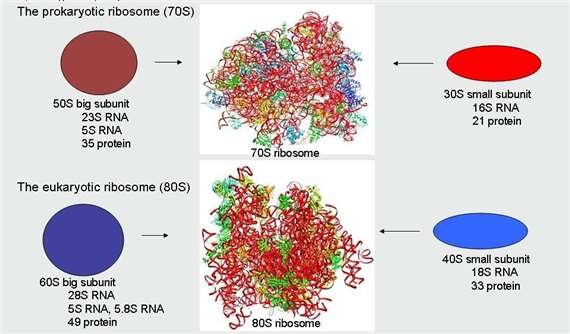 The prokaryotic ribosome (70S)
50S big subunit
23S RNA
5S RNA
35 protein
70S ribosome
30S small subunit
16S RNA
21 protein
The eukaryotic ribosome (80S)
60S big subunit
28S RNA
5S RNA, 5.8S RNA
49 protein
80S ribosome
40S small subunit
18S RNA
33 protein